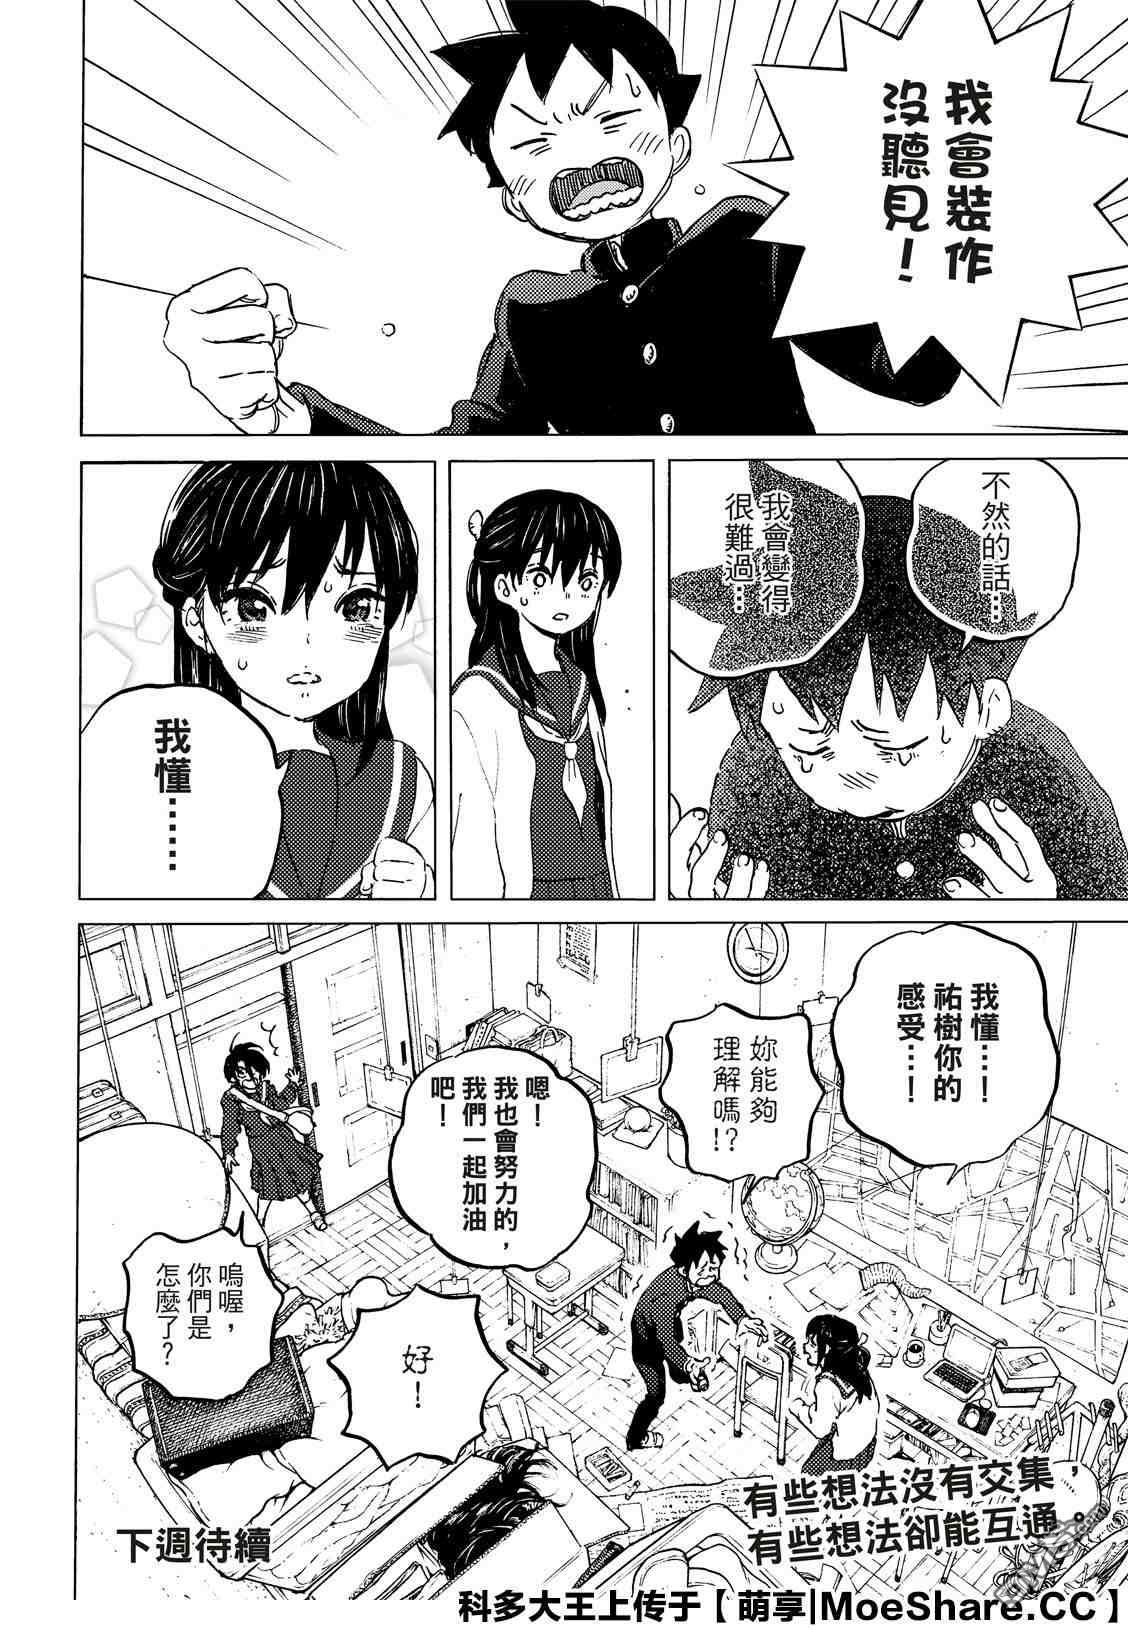 我會裝作
沒聽見！
不然的話…
我會變得
很難過…
我懂……
我懂…！
祐樹你的
感受…！
妳能夠
理解嗎!?
嗯！
我也會努力的，
我們一起加油
吧！
好！
嗚喔，
你們是
怎麼了？
有些想法沒有交集，
有些想法卻能互通。
下週待續
科多大王上传于【萌享|MoeShare.CC】